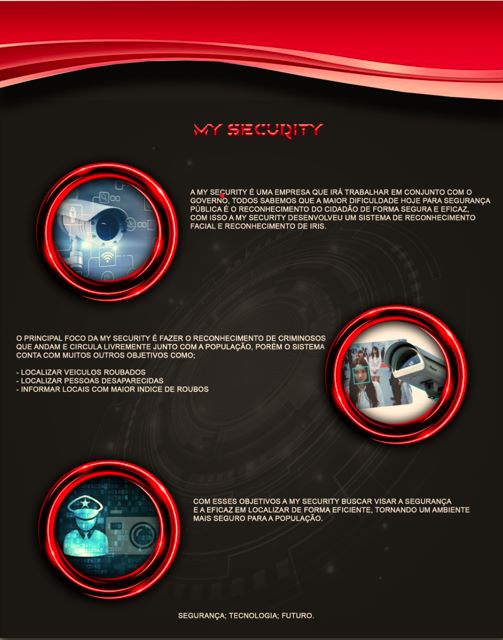 MY SECURITY
A MY SECURITY É UMA EMPRESA QUE IRÁ TRABALHAR EM CONJUNTO COM O
GOVERNO, TODOS SABEMOS QUE A MAIOR DIFICULDADE HOJE PARA SEGURANÇA
PÚBLICA É O RECONHECIMENTO DO CIDADÃO DE FORMA SEGURA E EFICAZ,
COM ISSO A MY SECURITY DESENVOLVEU UM SISTEMA DE RECONHECIMENTO
FACIAL E RECONHECIMENTO DE IRIS.
O PRINCIPAL FOCO DA MY SECURITY É FAZER O RECONHECIMENTO DE CRIMINOSOS
QUE ANDAM E CIRCULA LIVREMENTE JUNTO COM A POPULAÇÃO, PORÉM O SISTEMA
CONTA COM MUITOS OUTROS OBJETIVOS COMO;
- LOCALIZAR VEICULOS ROUBADOS
- LOCALIZAR PESSOAS DESAPARECIDAS
- INFORMAR LOCAIS COM MAIOR INDICE DE ROUBOS
COM ESSES OBJETIVOS A MY SECURITY BUSCAR VISAR A SEGURANÇA
E A EFICAZ EM LOCALIZAR DE FORMA EFICIENTE, TORNANDO UM AMBIENTE
MAIS SEGURO PARA A POPULAÇÃO.
SEGURANÇA; TECNOLOGIA; FUTURO.